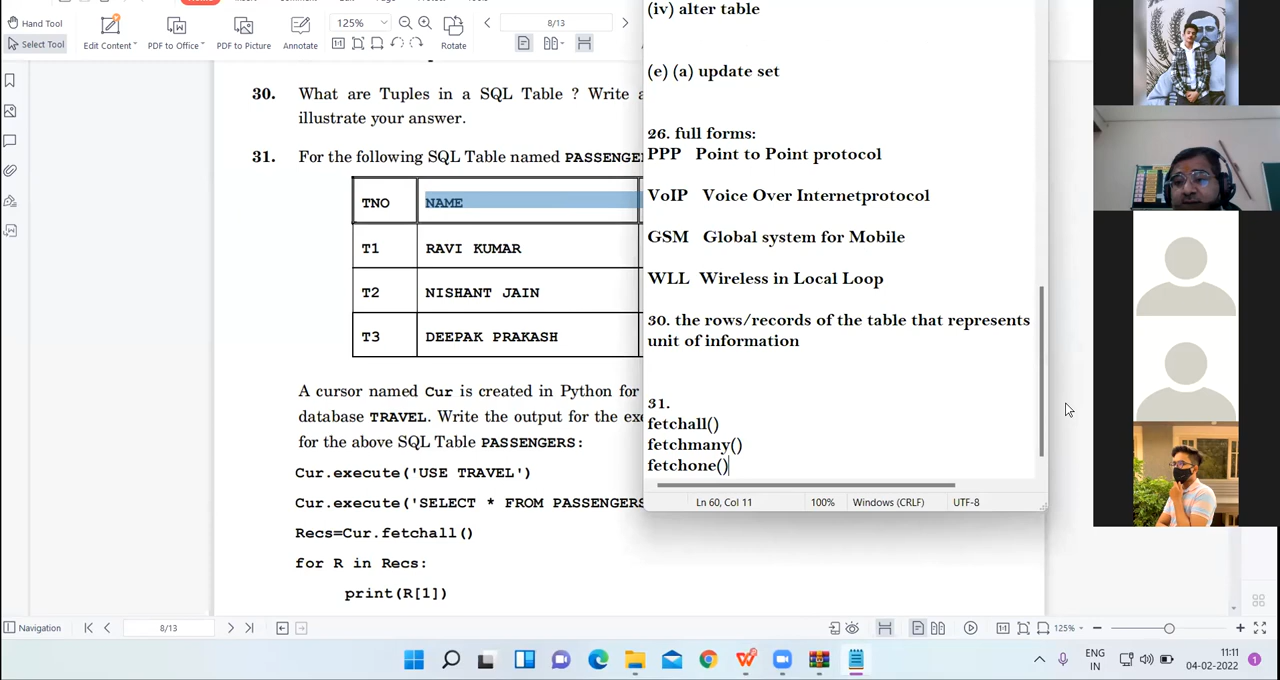 Hand Tool
Select Tool
Edit Content
PDF to Office
PDF to Picture
Annotate
125%
Rotate
8/13
30. What are Tuples in a SQL Table ? Write a
illustrate your answer.
31. For the following SQL Table named PASSENGE
TNO NAME
T1 RAVI KUMAR
T2 NISHANT JAIN
T3 DEEPAK PRAKASH
A cursor named Cur is created in Python for
database TRAVEL. Write the output for the exe
for the above SQL Table PASSENGERS:
Cur.execute('USE TRAVEL')
Cur.execute('SELECT * FROM PASSENGERS
Recs=Cur.fetchall()
for R in Recs:
print(R[1])
(iv) alter table
(e) (a) update set
26. full forms:
PPP Point to Point protocol
VoIP Voice Over Internetprotocol
GSM Global system for Mobile
WLL Wireless in Local Loop
30. the rows/records of the table that represents
unit of information
31.
fetchall()
fetchmany()
fetchone()
Ln 60, Col 11 100% Windows (CRLF) UTF-8
Navigation 8/13 125%
ENG
IN
11:11
04-02-2022
1